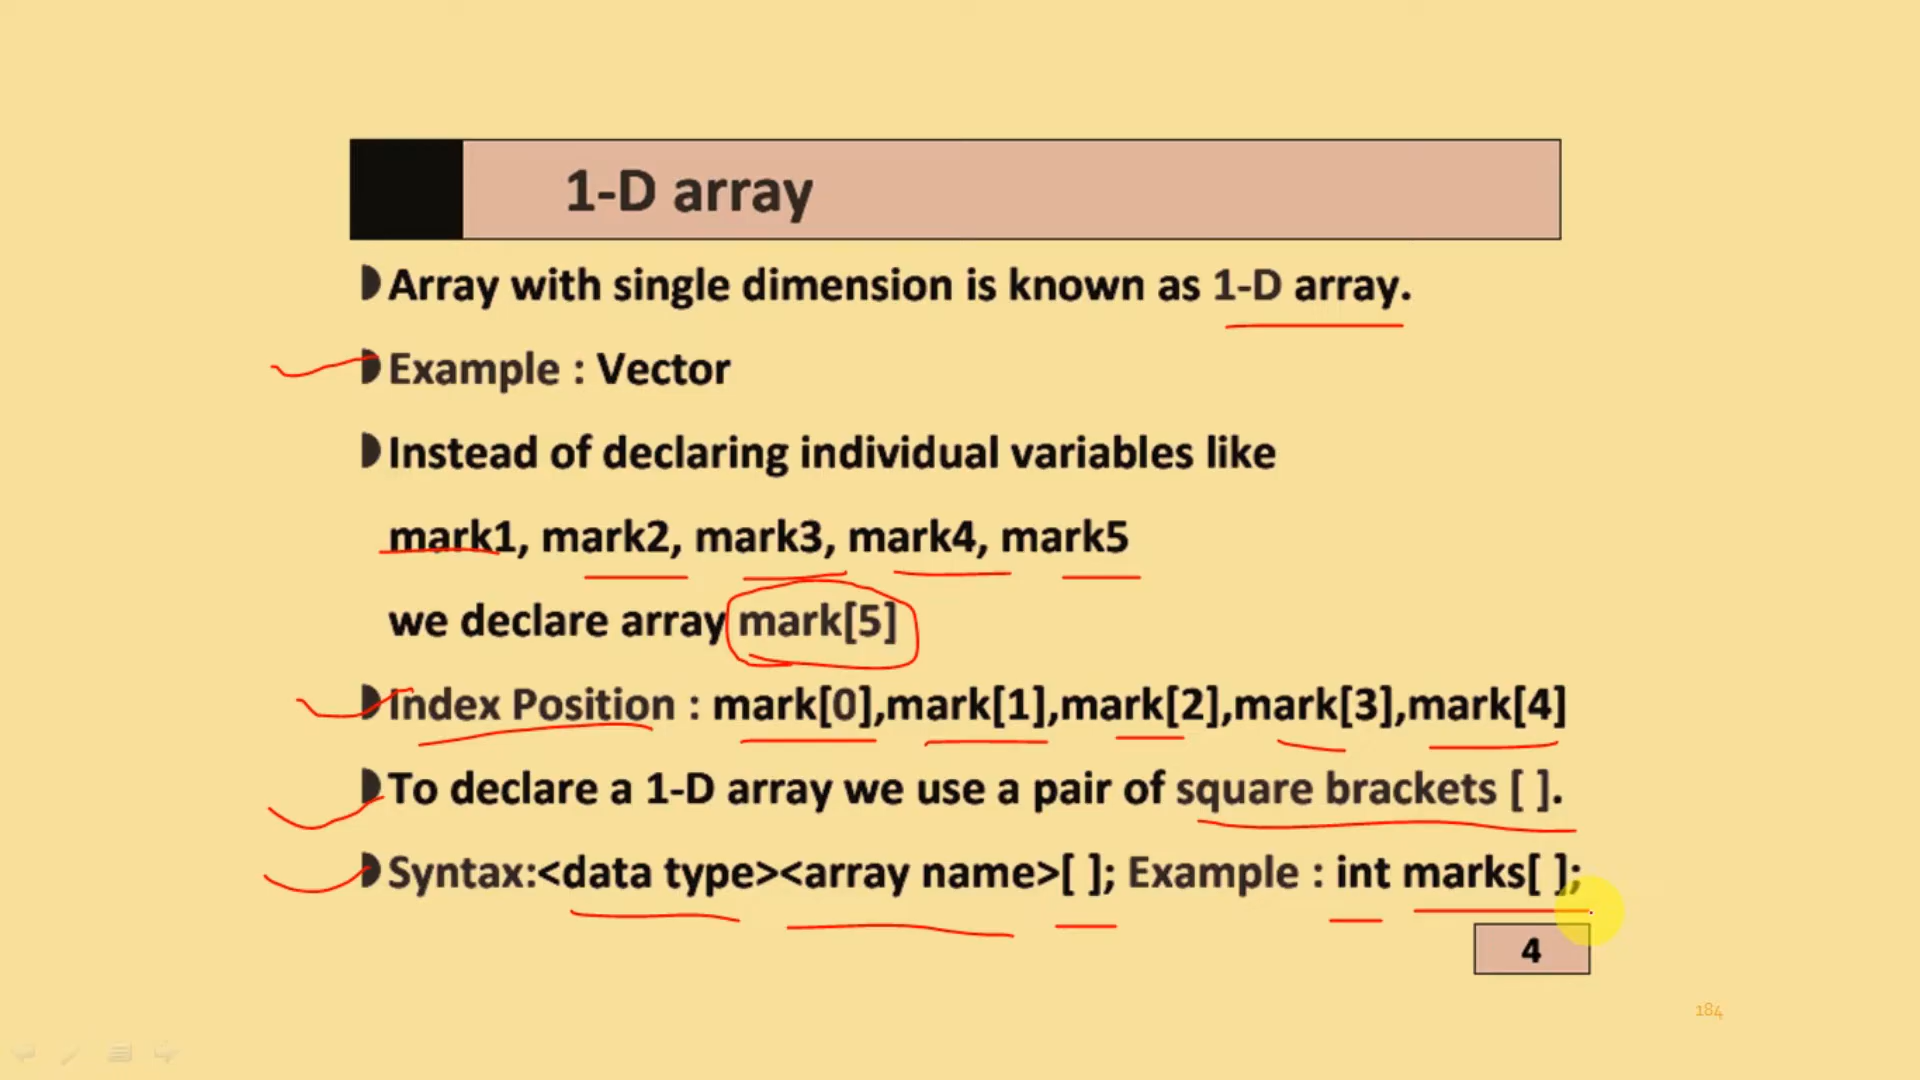 1-D array
Array with single dimension is known as 1-D array.
Example : Vector
Instead of declaring individual variables like
mark1, mark2, mark3, mark4, mark5
we declare array mark[5]
Index Position : mark[0],mark[1],mark[2],mark[3],mark[4]
To declare a 1-D array we use a pair of square brackets [ ].
Syntax:<data type><array name>[ ]; Example : int marks[ ];
4
184